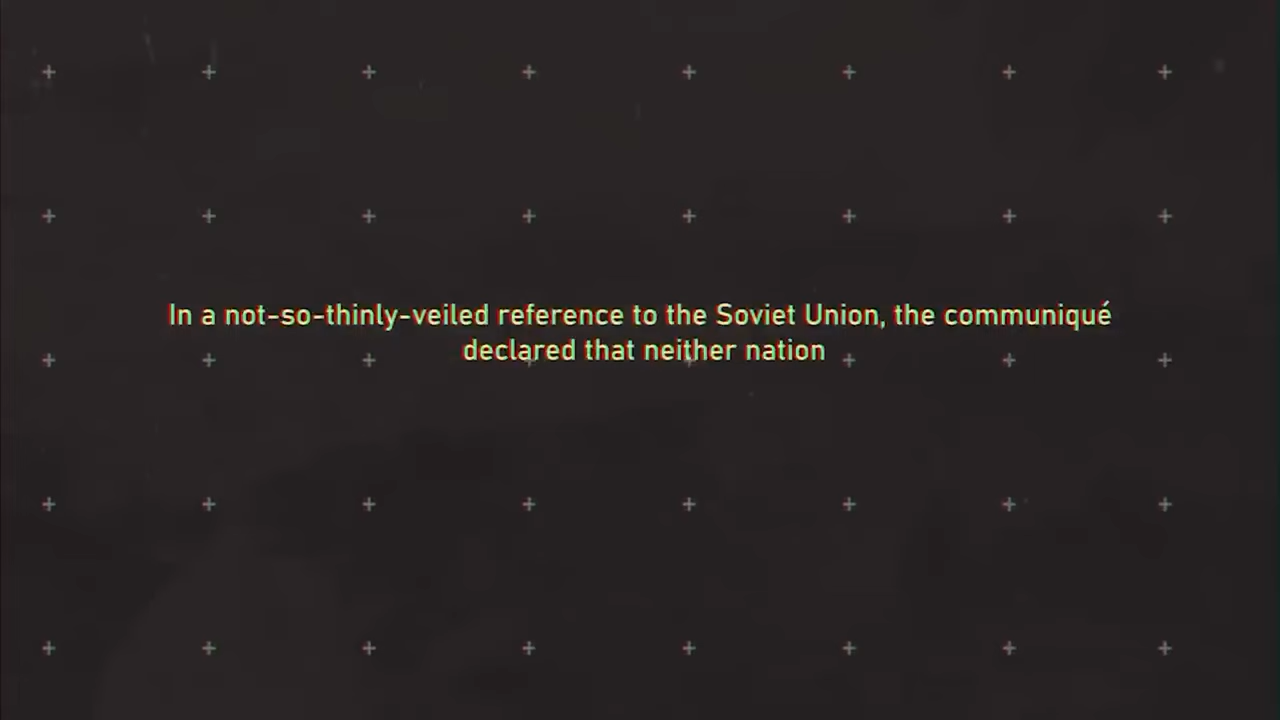 In a not-so-thinly-veiled reference to the Soviet Union, the communiqué
declared that neither nation